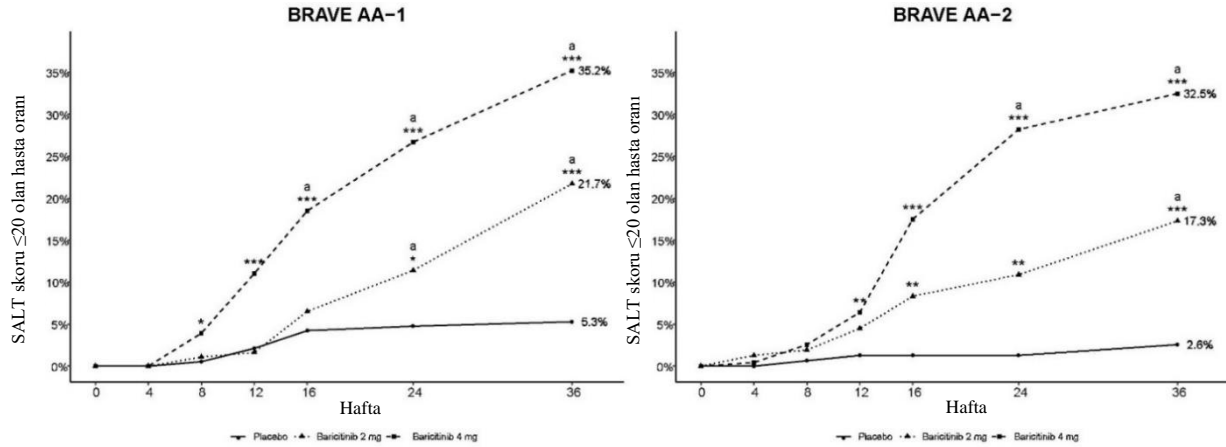 BRAVE AA−1
SALT skoru ≤20 olan hasta oranı
35%
30%
25%
20%
15%
10%
5%
0%
*
***
a
***
a
***
a
***
35.2%
a
*
a
***
21.7%
5.3%
0 4 8 12 16 24 36
Hafta
Placebo Baricitinib 2 mg Baricitinib 4 mg
BRAVE AA−2
SALT skoru ≤20 olan hasta oranı
35%
30%
25%
20%
15%
10%
5%
0%
**
***
a
***
a
***
32.5%
**
**
a
***
17.3%
2.6%
0 4 8 12 16 24 36
Hafta
Placebo Baricitinib 2 mg Baricitinib 4 mg